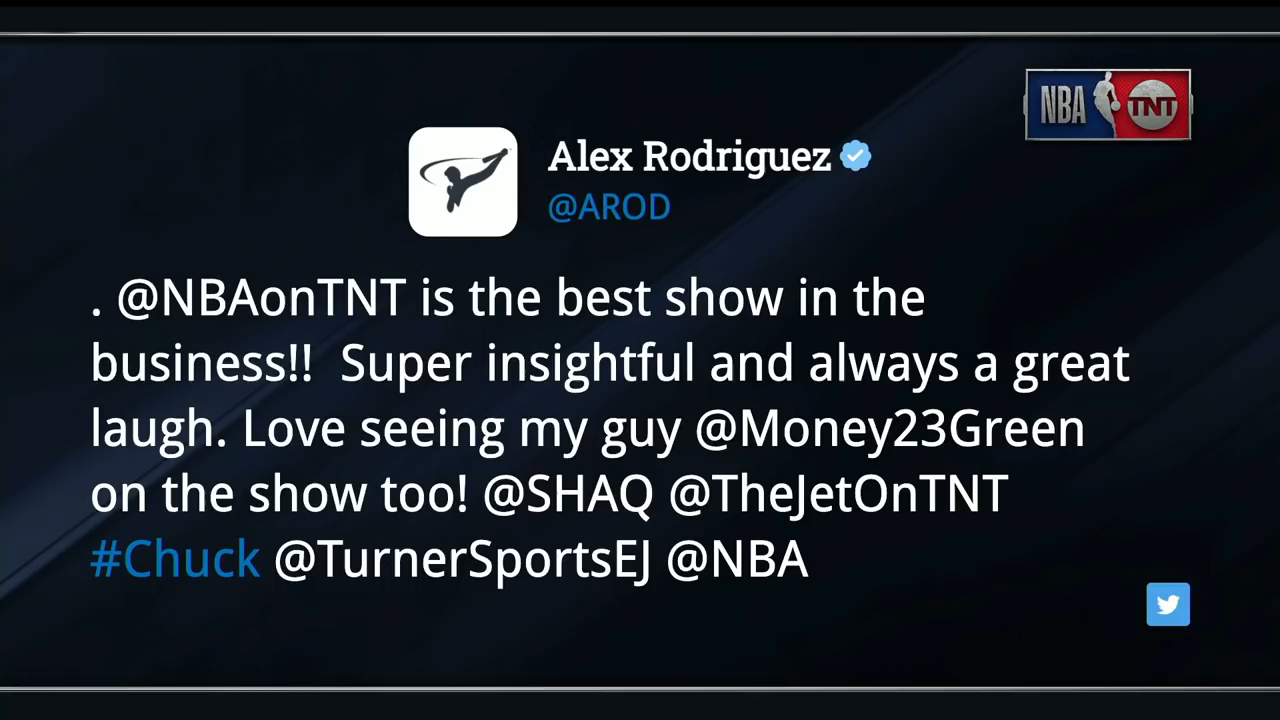 NBA TNT
Alex Rodriguez
@AROD
. @NBAonTNT is the best show in the
business!!  Super insightful and always a great
laugh. Love seeing my guy @Money23Green
on the show too! @SHAQ @TheJetOnTNT
#Chuck @TurnerSportsEJ @NBA